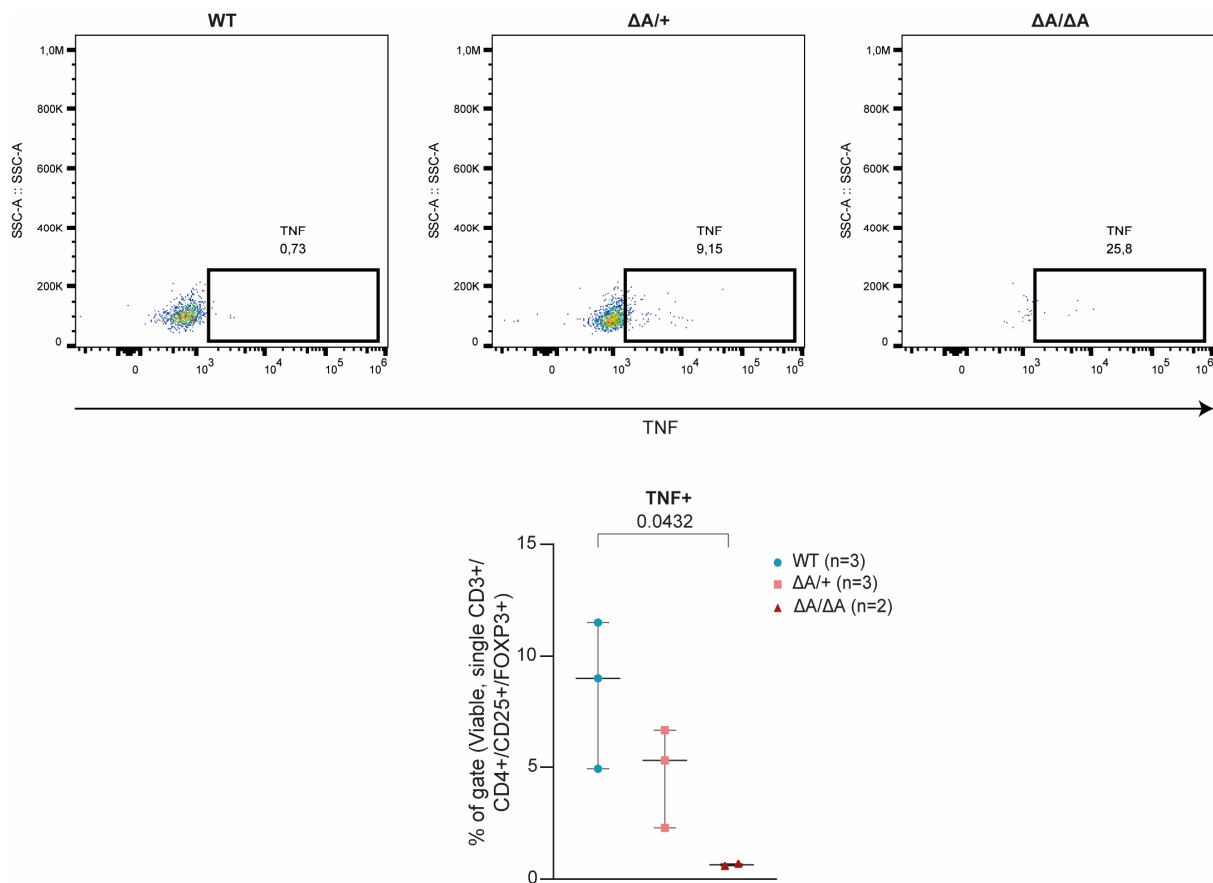 WT
ΔA/+
ΔA/ΔA
SSC-A :: SSC-A
1,0M
800K
600K
400K
200K
0
TNF
0,73
0 10³ 10⁴ 10⁵ 10⁶
SSC-A :: SSC-A
1,0M
800K
600K
400K
200K
0
TNF
9,15
0 10³ 10⁴ 10⁵ 10⁶
SSC-A :: SSC-A
1,0M
800K
600K
400K
200K
0
TNF
25,8
0 10³ 10⁴ 10⁵ 10⁶
TNF
TNF+
0.0432
% of gate (Viable, single CD3+/
CD4+/CD25+/FOXP3+)
15
10
5
0
WT (n=3)
ΔA/+ (n=3)
ΔA/ΔA (n=2)